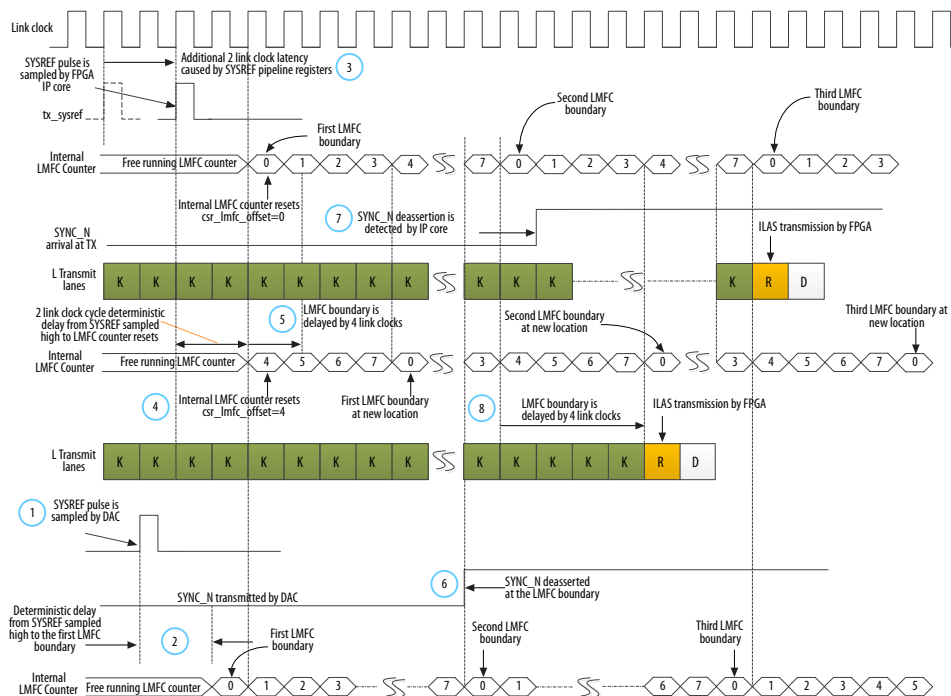 Link clock
SYSREF pulse is
sampled by FPGA
IP core
Additional 2 link clock latency
caused by SYSREF pipeline registers
3
tx_sysref
First LMFC
boundary
Second LMFC
boundary
Third LMFC
boundary
Internal
LMFC Counter
Free running LMFC counter
0 1 2 3 4 7 0 1 2 3 4 7 0 1 2 3
Internal LMFC counter resets
csr_lmfc_offset=0
7
SYNC_N deassertion is
detected by IP core
ILAS transmission by FPGA
SYNC_N
arrival at TX
L Transmit
lanes
K K K K K K K K K K K K K R D
2 link clock cycle deterministic
delay from SYSREF sampled
high to LMFC counter resets
5
LMFC boundary is
delayed by 4 link clocks
Second LMFC boundary
at new location
Third LMFC boundary at
new location
Internal
LMFC Counter
Free running LMFC counter
4 5 6 7 0 3 4 5 6 7 0 3 4 5 6 7 0
4
Internal LMFC counter resets
csr_lmfc_offset=4
First LMFC boundary
at new location
8
LMFC boundary is
delayed by 4 link clocks
ILAS transmission by FPGA
L Transmit
lanes
K K K K K K K K K K K K K K R D
1
SYSREF pulse is
sampled by DAC
6
SYNC_N deasserted
at the LMFC boundary
SYNC_N transmitted by DAC
Deterministic delay
from SYSREF sampled
high to the first LMFC
boundary
2
First LMFC
boundary
Second LMFC
boundary
Third LMFC
boundary
Internal
LMFC Counter
Free running LMFC counter
0 1 2 3 7 0 1 6 7 0 1 2 3 4 5